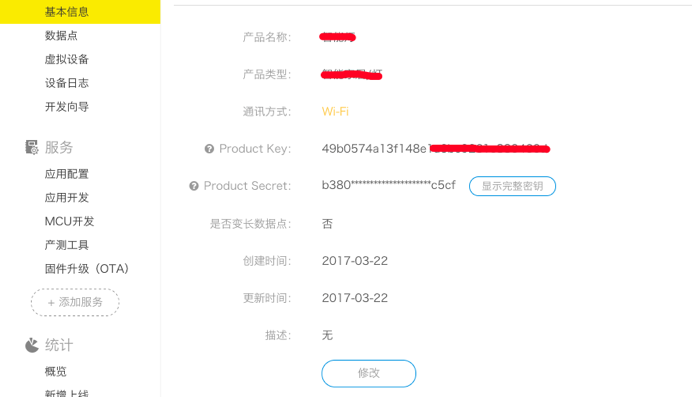 基本信息
数据点
虚拟设备
设备日志
开发向导
服务
应用配置
应用开发
MCU开发
产测工具
固件升级（OTA）
+ 添加服务
统计
概览
新增上线
产品名称：
产品类型：
通讯方式： Wi-Fi
Product Key: 49b0574a13f148e
Product Secret: b380*********************c5cf 显示完整密钥
是否变长数据点： 否
创建时间： 2017-03-22
更新时间： 2017-03-22
描述： 无
修改